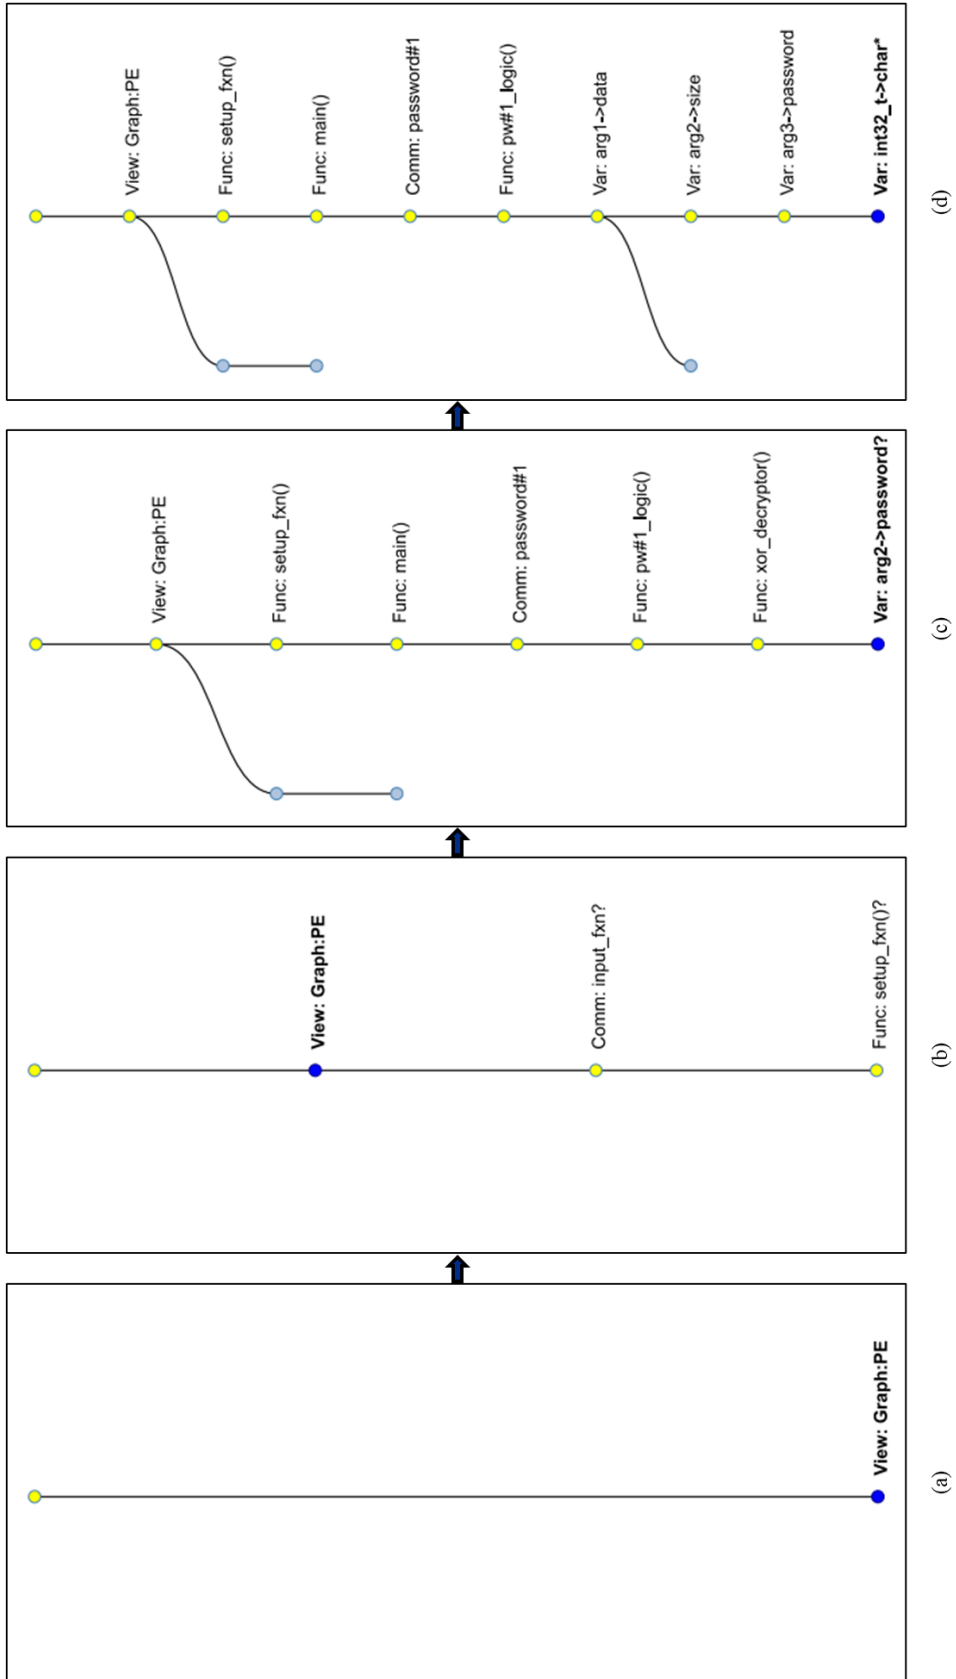 View: Graph:PE
(a)
View: Graph:PE
Comm: input_fxn?
Func: setup_fxn()?
(b)
View: Graph:PE
Func: setup_fxn()
Func: main()
Comm: password#1
Func: pw#1_logic()
Func: xor_decryptor()
Var: arg2->password?
(c)
View: Graph:PE
Func: setup_fxn()
Func: main()
Comm: password#1
Func: pw#1_logic()
Var: arg1->data
Var: arg2->size
Var: arg3->password
Var: int32_t->char*
(d)